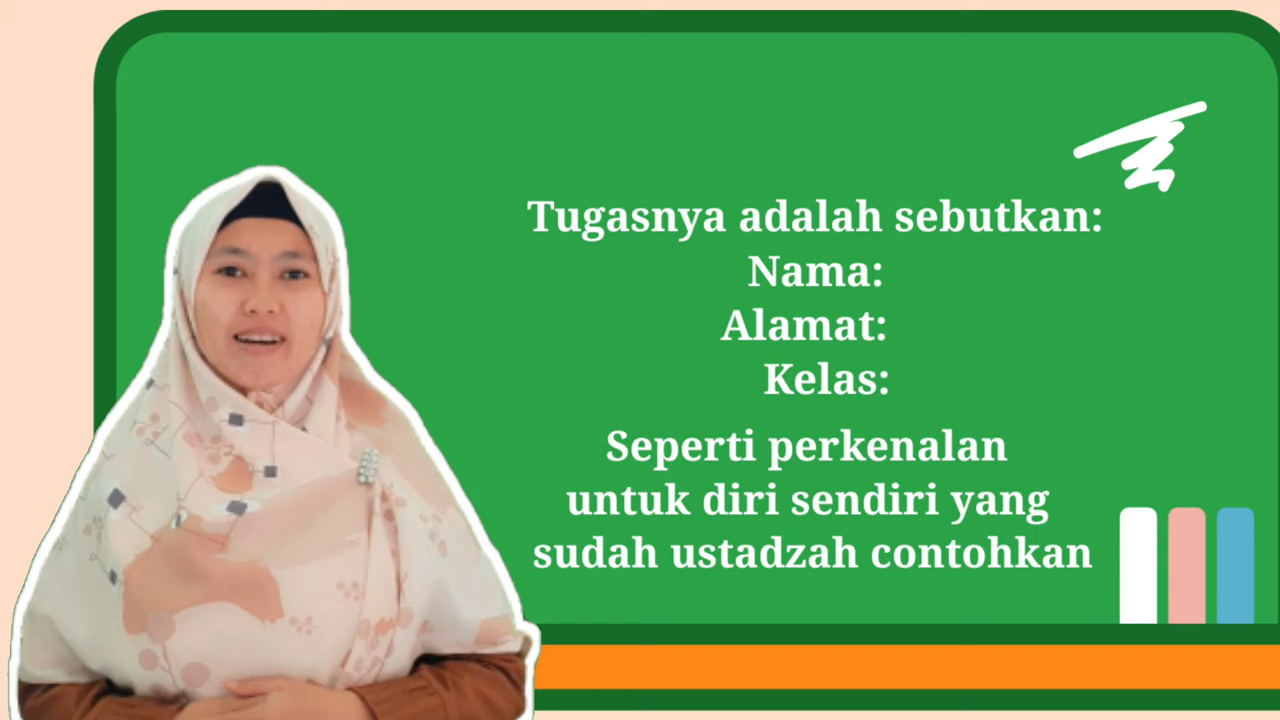 Tugasnya adalah sebutkan:
Nama:
Alamat:
Kelas:
Seperti perkenalan
untuk diri sendiri yang
sudah ustadzah contohkan